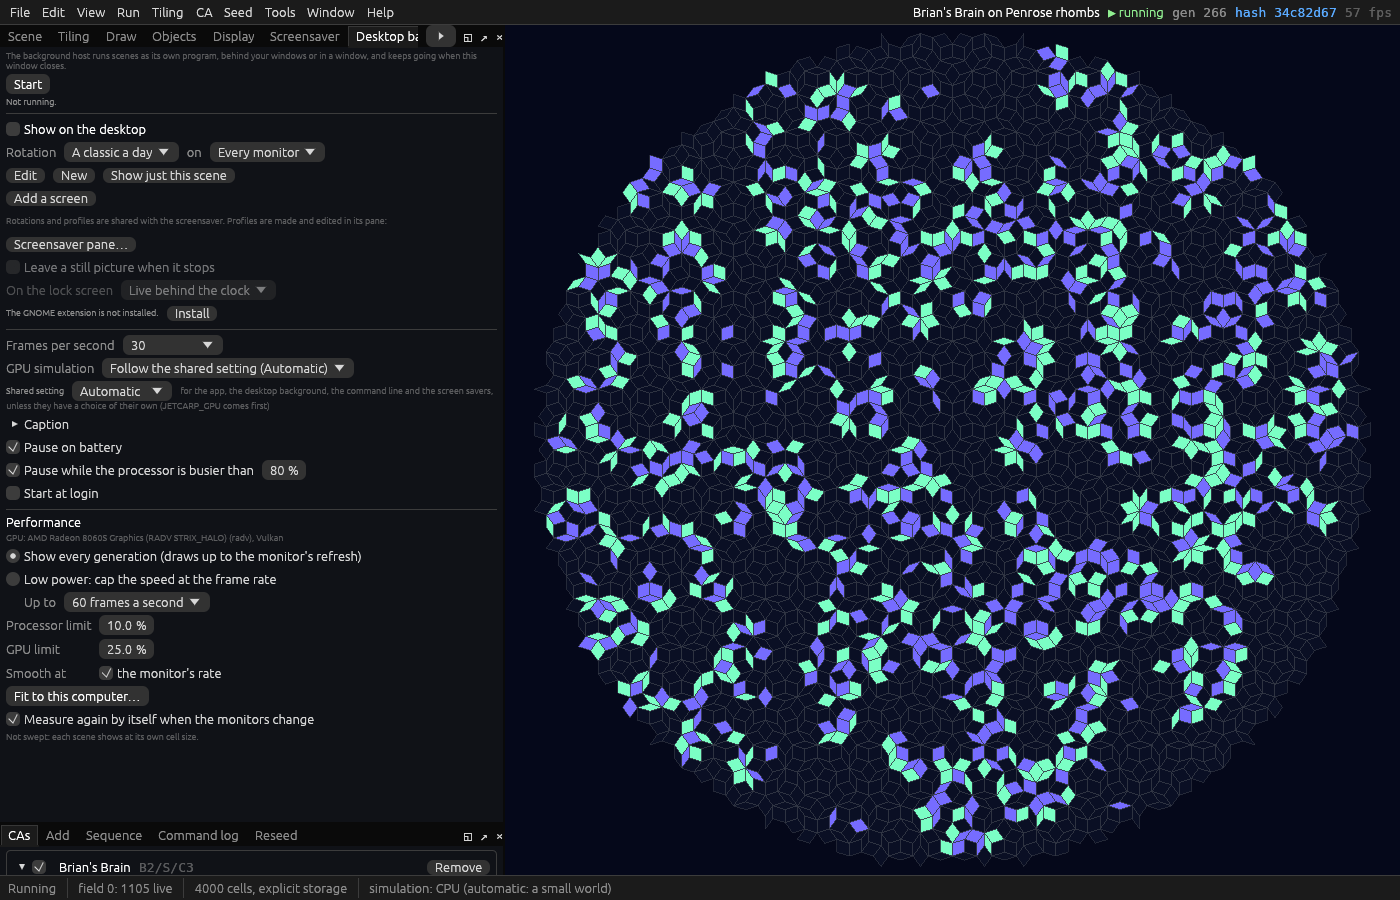 File Edit View Run Tiling CA Seed Tools Window Help
Brian's Brain on Penrose rhombs ▶ running gen 266 hash 34c82d67 57 fps
Scene Tiling Draw Objects Display Screensaver Desktop ba
The background host runs scenes as its own program, behind your windows or in a window, and keeps going when this
window closes.
Start
Not running.
Show on the desktop
Rotation A classic a day on Every monitor
Edit New Show just this scene
Add a screen
Rotations and profiles are shared with the screensaver. Profiles are made and edited in its pane:
Screensaver pane…
Leave a still picture when it stops
On the lock screen Live behind the clock
The GNOME extension is not installed. Install
Frames per second 30
GPU simulation Follow the shared setting (Automatic)
Shared setting Automatic for the app, the desktop background, the command line and the screen savers,
unless they have a choice of their own (JETCARP_GPU comes first)
Caption
Pause on battery
Pause while the processor is busier than 80 %
Start at login
Performance
GPU: AMD Radeon 8060S Graphics (RADV STRIX_HALO) (radv), Vulkan
Show every generation (draws up to the monitor's refresh)
Low power: cap the speed at the frame rate
Up to 60 frames a second
Processor limit 10.0 %
GPU limit 25.0 %
Smooth at the monitor's rate
Fit to this computer…
Measure again by itself when the monitors change
Not swept: each scene shows at its own cell size.
CAs Add Sequence Command log Reseed
Brian's Brain B2/S/C3 Remove
Running field 0: 1105 live 4000 cells, explicit storage simulation: CPU (automatic: a small world)